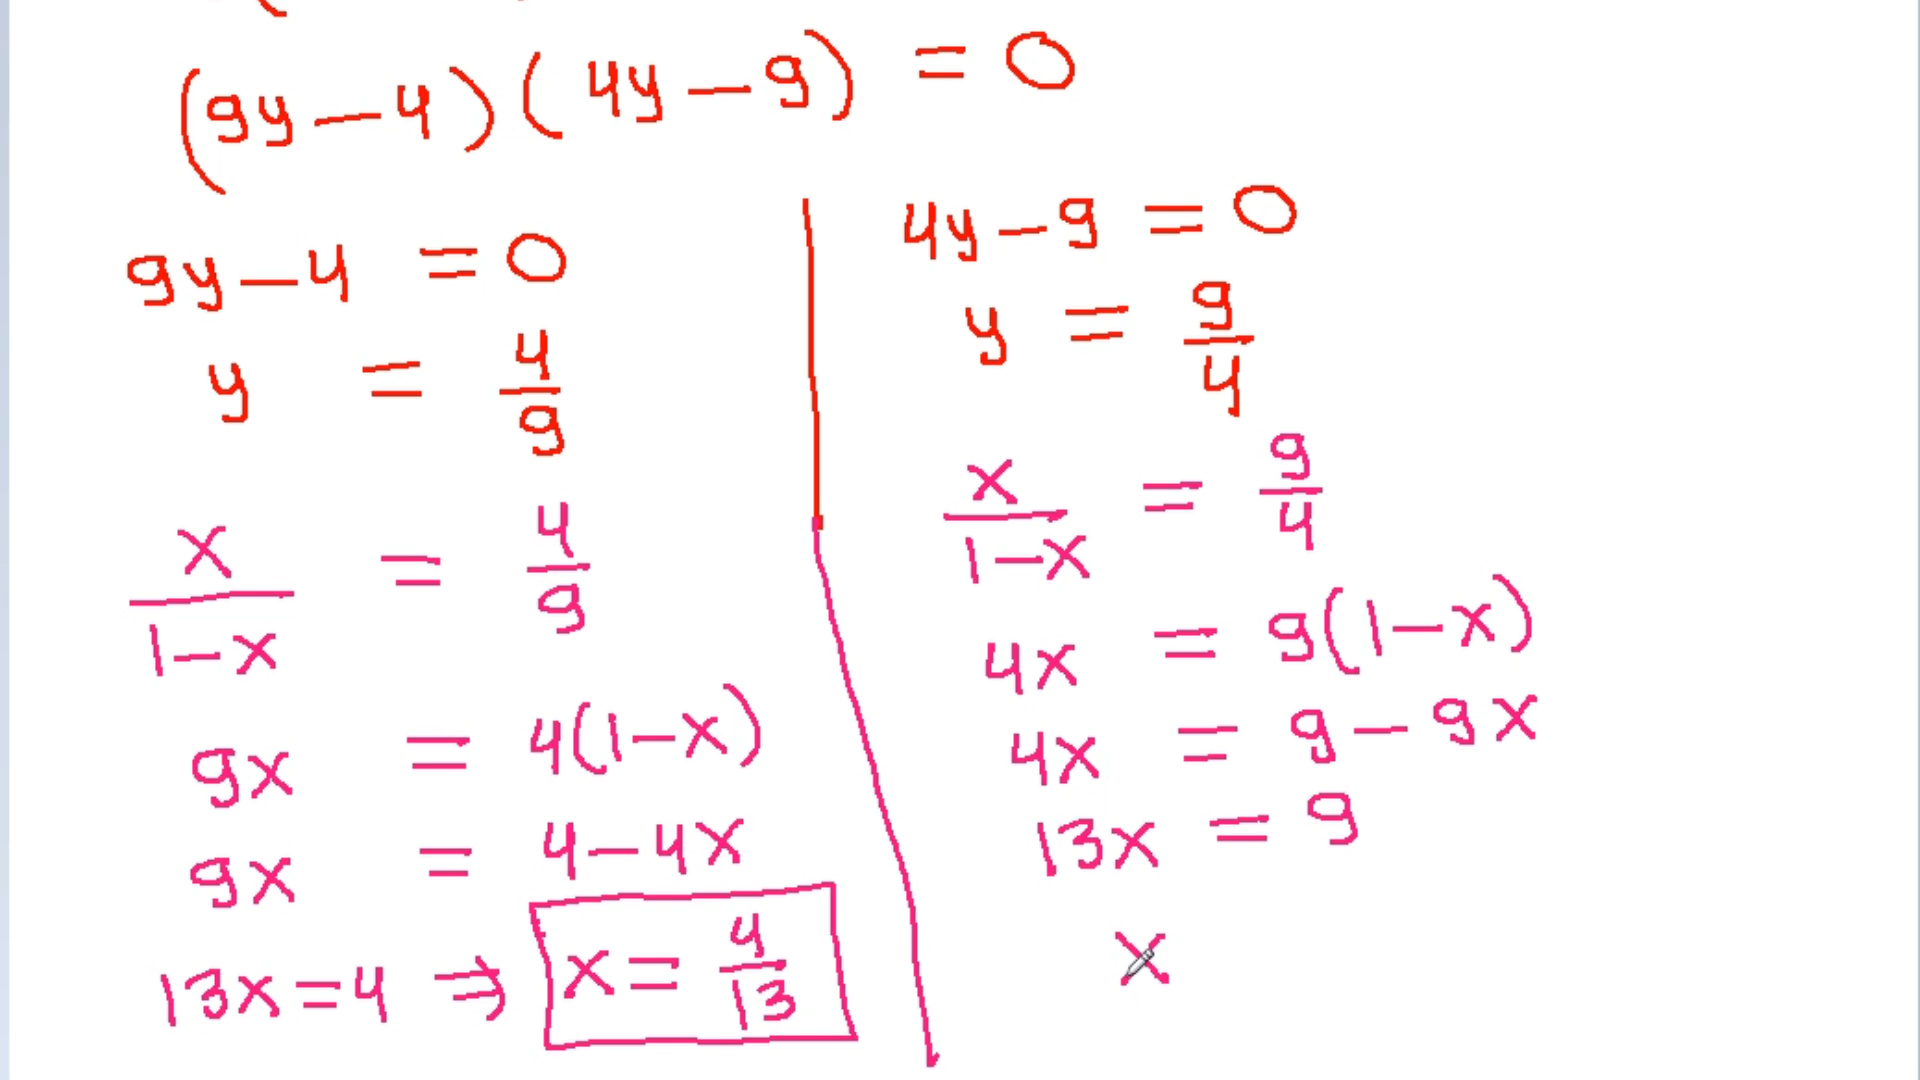 (9y-4)(4y-9) = 0
9y-4 = 0
y = 4/9
x/(1-x) = 4/9
9x = 4(1-x)
9x = 4-4x
13x=4 ⇒ x = 4/13
4y-9 = 0
y = 9/4
x/(1-x) = 9/4
4x = 9(1-x)
4x = 9-9x
13x = 9
x